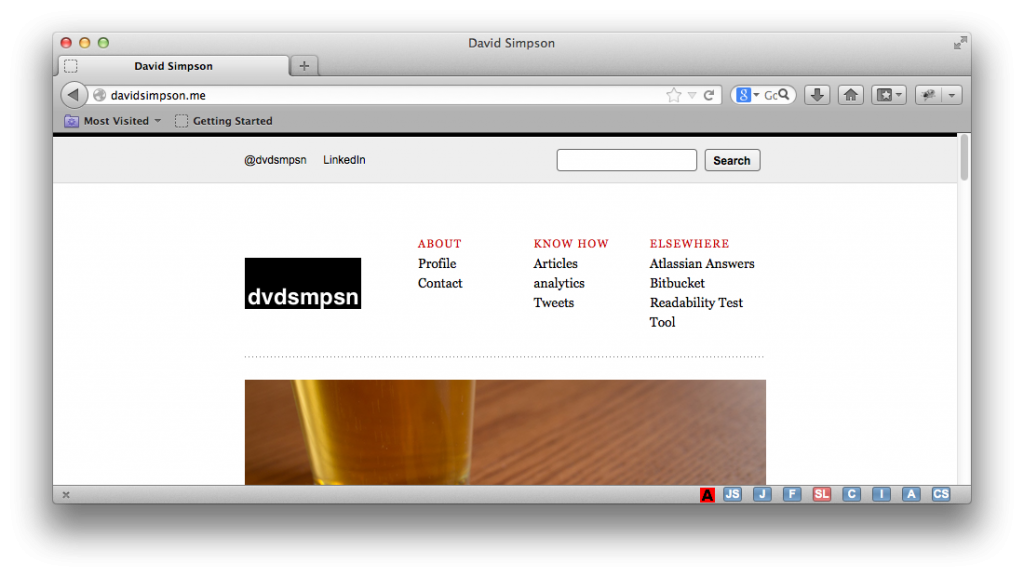 David Simpson
David Simpson
davidsimpson.me
Most Visited Getting Started
@dvdsmpsn LinkedIn
Search
dvdsmpsn
ABOUT
Profile
Contact
KNOW HOW
Articles
analytics
Tweets
ELSEWHERE
Atlassian Answers
Bitbucket
Readability Test
Tool
A JS J F SL C I A CS